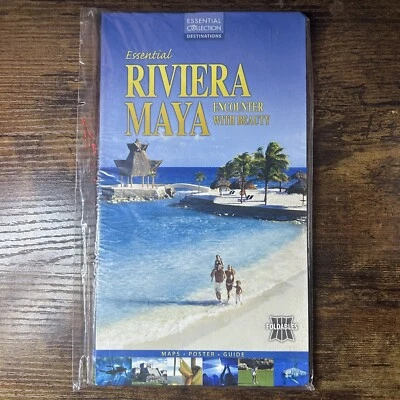 ESSENTIAL
COLLECTION
DESTINATIONS
Essential
RIVIERA
MAYA
ENCOUNTER
WITH BEAUTY
FOLDABLES
MAPS • POSTER • GUIDE